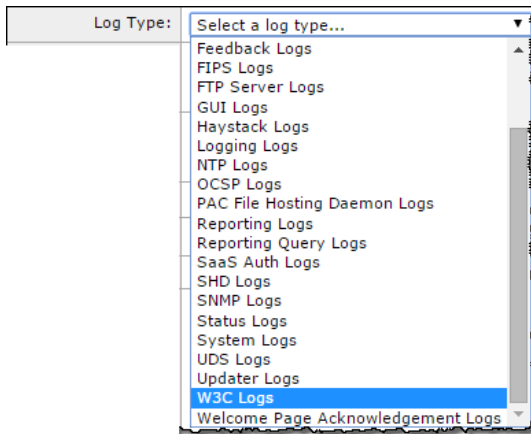 Log Type:
Select a log type...
Feedback Logs
FIPS Logs
FTP Server Logs
GUI Logs
Haystack Logs
Logging Logs
NTP Logs
OCSP Logs
PAC File Hosting Daemon Logs
Reporting Logs
Reporting Query Logs
SaaS Auth Logs
SHD Logs
SNMP Logs
Status Logs
System Logs
UDS Logs
Updater Logs
W3C Logs
Welcome Page Acknowledgement Logs